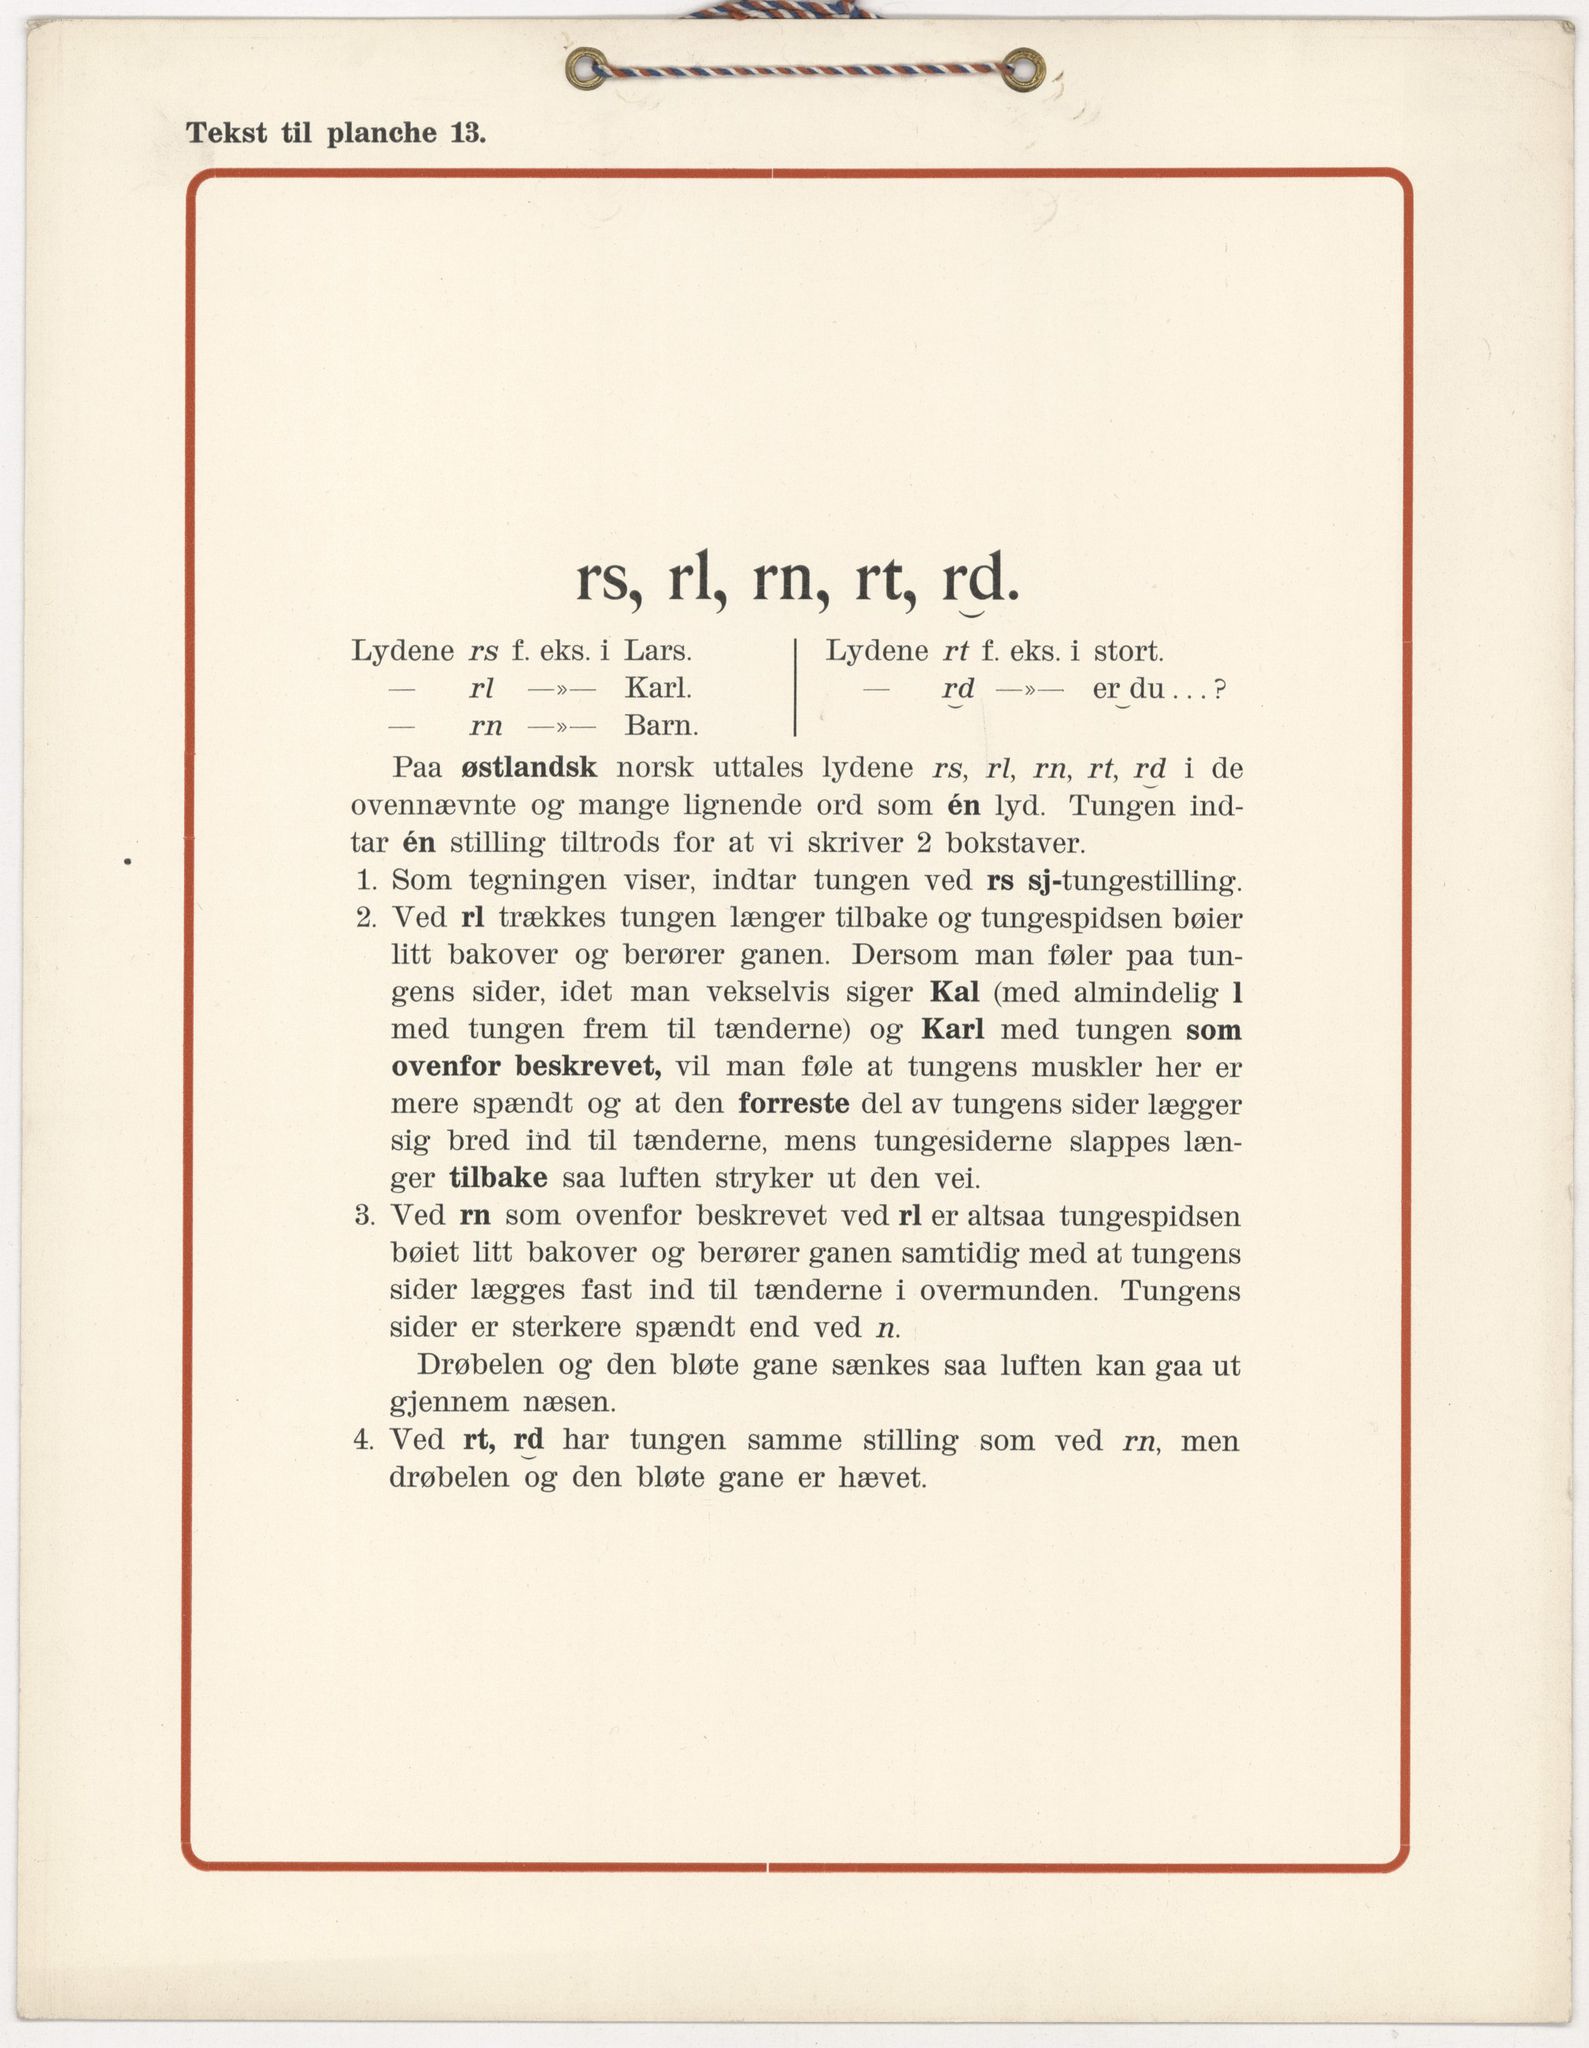 Tekst til planche 13.
rs, rl, rn, rt, r‿d.
Lydene rs f. eks. i Lars.
— rl —»— Karl.
— rn —»— Barn.
Lydene rt f. eks. i stort.
— r‿d —»— er‿du...?
Paa østlandsk norsk uttales lydene rs, rl, rn, rt, r‿d i de
ovennævnte og mange lignende ord som én lyd. Tungen ind-
tar én stilling tiltrods for at vi skriver 2 bokstaver.
1. Som tegningen viser, indtar tungen ved rs sj-tungestilling.
2. Ved rl trækkes tungen længer tilbake og tungespidsen bøier
litt bakover og berører ganen. Dersom man føler paa tun-
gens sider, idet man vekselvis siger Kal (med almindelig l
med tungen frem til tænderne) og Karl med tungen som
ovenfor beskrevet, vil man føle at tungens muskler her er
mere spændt og at den forreste del av tungens sider lægger
sig bred ind til tænderne, mens tungesiderne slappes læn-
ger tilbake saa luften stryker ut den vei.
3. Ved rn som ovenfor beskrevet ved rl er altsaa tungespidsen
bøiet litt bakover og berører ganen samtidig med at tungens
sider lægges fast ind til tænderne i overmunden. Tungens
sider er sterkere spændt end ved n.
Drøbelen og den bløte gane sænkes saa luften kan gaa ut
gjennem næsen.
4. Ved rt, r‿d har tungen samme stilling som ved rn, men
drøbelen og den bløte gane er hævet.